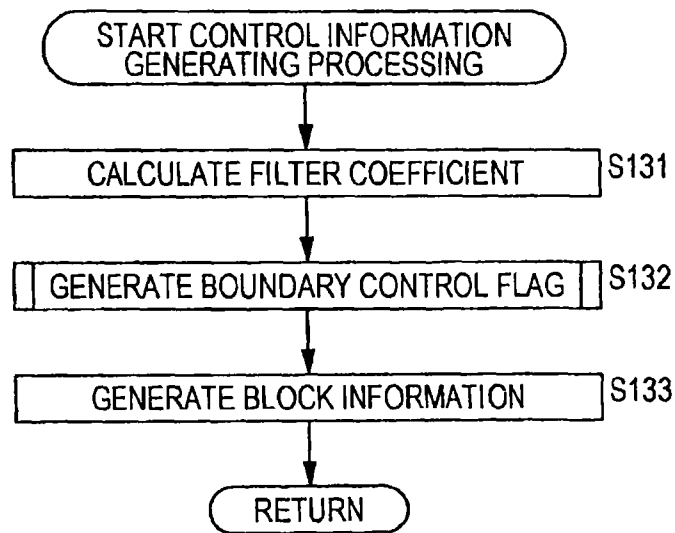 START CONTROL INFORMATION
GENERATING PROCESSING
CALCULATE FILTER COEFFICIENT S131
GENERATE BOUNDARY CONTROL FLAG S132
GENERATE BLOCK INFORMATION S133
RETURN